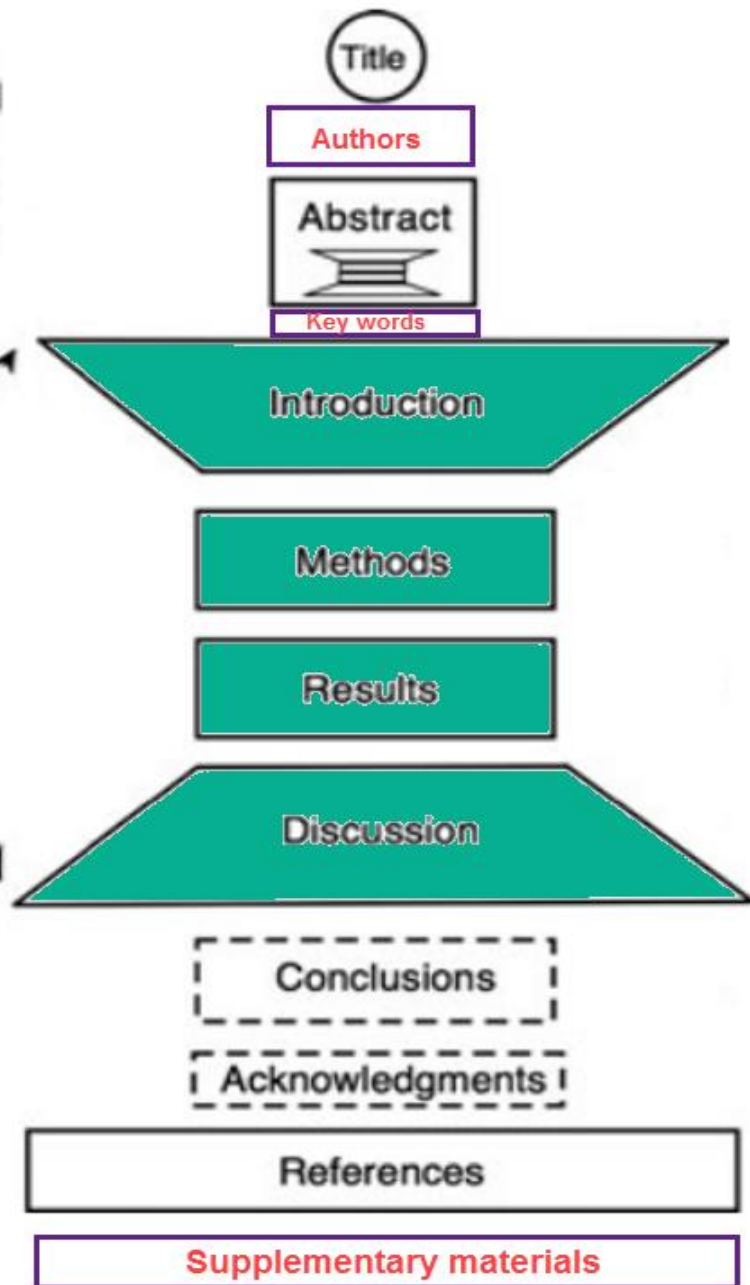 Title
Authors
Abstract
Key words
Introduction
Methods
Results
Discussion
Conclusions
Acknowledgments
References
Supplementary materials